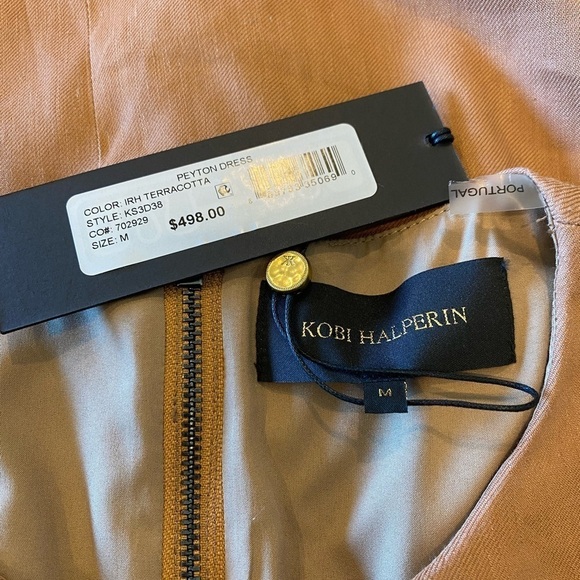 PEYTON DRESS
COLOR: IRH TERRACOTTA
STYLE: KS3D38
CO#: 702929
SIZE: M
$498.00
PORTUGAL
KOBI HALPERIN
M